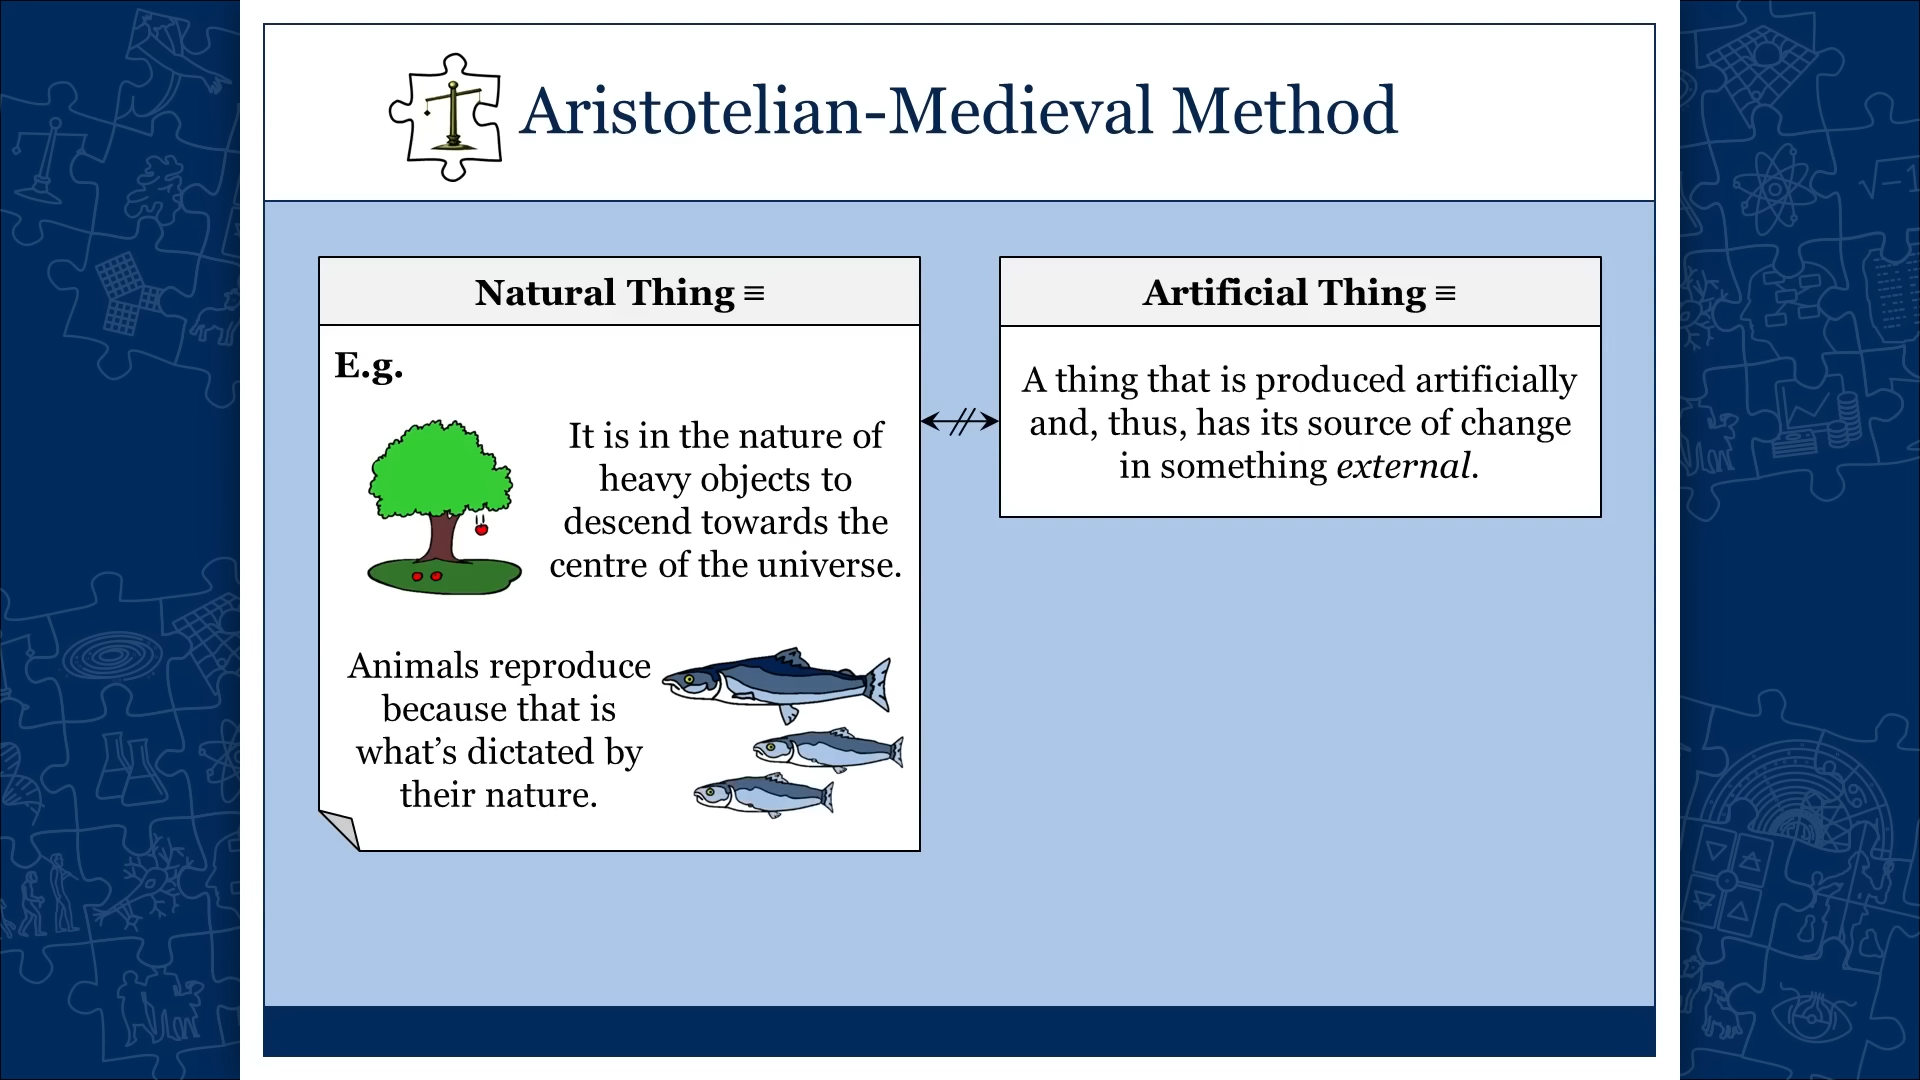 Aristotelian-Medieval Method
Natural Thing ≡
E.g.
It is in the nature of
heavy objects to
descend towards the
centre of the universe.
Animals reproduce
because that is
what’s dictated by
their nature.
Artificial Thing ≡
A thing that is produced artificially
and, thus, has its source of change
in something external.
√-1